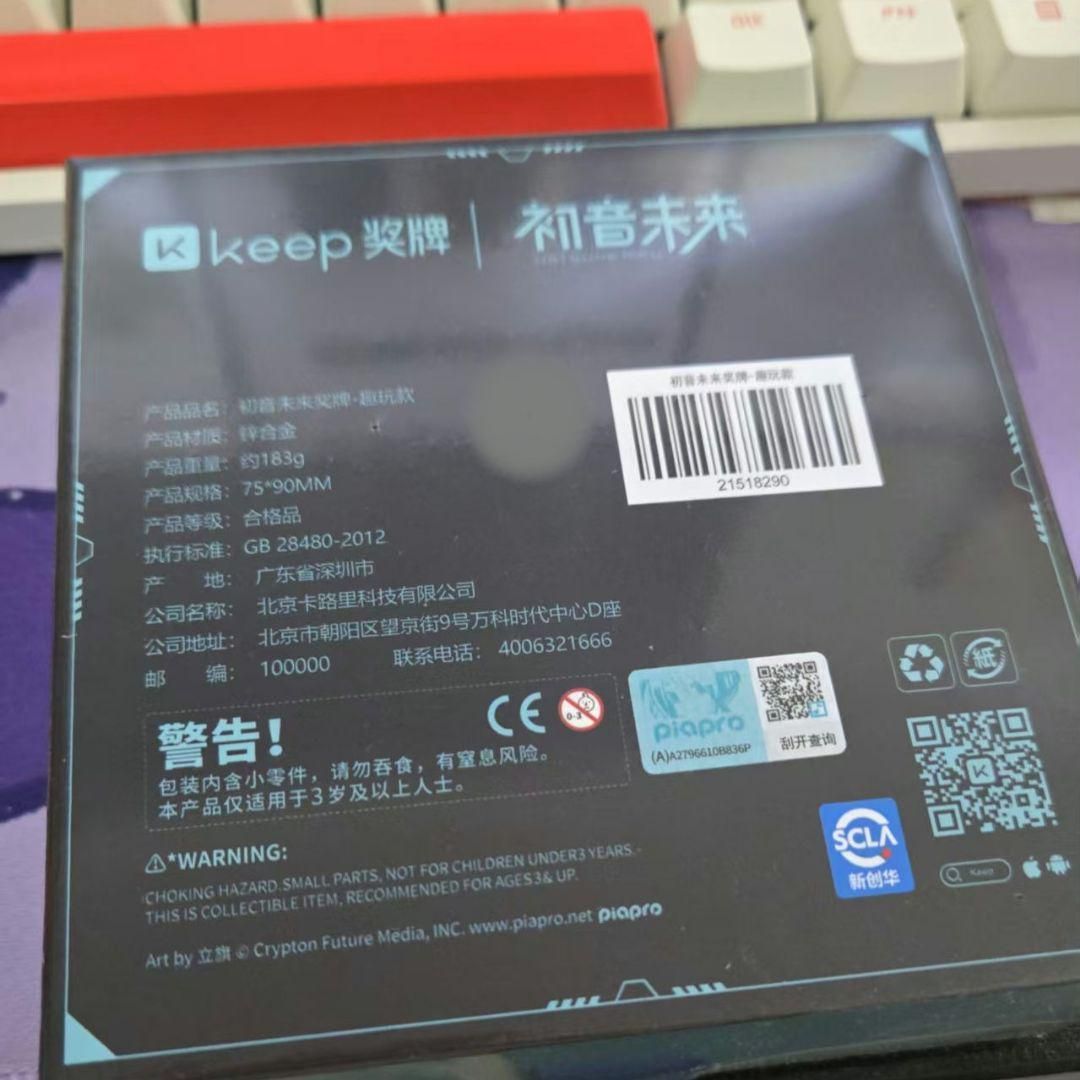 keep 奖牌 | 初音未来
初音未来奖牌-趣玩款
21518290
产品品名： 初音未来奖牌-趣玩款
产品材质： 锌合金
产品重量： 约183g
产品规格： 75*90MM
产品等级： 合格品
执行标准： GB 28480-2012
产 地： 广东省深圳市
公司名称： 北京卡路里科技有限公司
公司地址： 北京市朝阳区望京街9号万科时代中心D座
邮 编： 100000 联系电话： 4006321666
警告！
CE 0-3
包装内含小零件，请勿吞食，有窒息风险。
本产品仅适用于3岁及以上人士。
piapro
(A)A2796610B836P 刮开查询
紙
SCLA
新创华
Keep
*WARNING:
CHOKING HAZARD.SMALL PARTS, NOT FOR CHILDREN UNDER3 YEARS.
THIS IS COLLECTIBLE ITEM, RECOMMENDED FOR AGES3& UP.
Art by 立旗 © Crypton Future Media, INC. www.piapro.net piapro